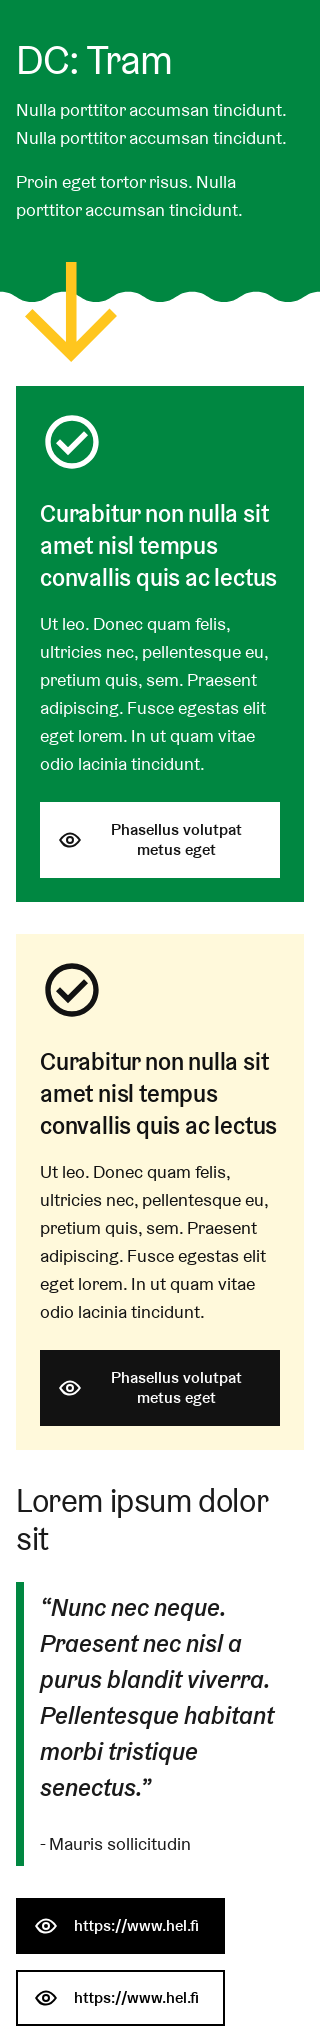 DC: Tram
Nulla porttitor accumsan tincidunt.
Nulla porttitor accumsan tincidunt.
Proin eget tortor risus. Nulla
porttitor accumsan tincidunt.
Curabitur non nulla sit
amet nisl tempus
convallis quis ac lectus
Ut leo. Donec quam felis,
ultricies nec, pellentesque eu,
pretium quis, sem. Praesent
adipiscing. Fusce egestas elit
eget lorem. In ut quam vitae
odio lacinia tincidunt.
Phasellus volutpat
metus eget
Curabitur non nulla sit
amet nisl tempus
convallis quis ac lectus
Ut leo. Donec quam felis,
ultricies nec, pellentesque eu,
pretium quis, sem. Praesent
adipiscing. Fusce egestas elit
eget lorem. In ut quam vitae
odio lacinia tincidunt.
Phasellus volutpat
metus eget
Lorem ipsum dolor
sit
“Nunc nec neque.
Praesent nec nisl a
purus blandit viverra.
Pellentesque habitant
morbi tristique
senectus.”
- Mauris sollicitudin
https://www.hel.fi
https://www.hel.fi